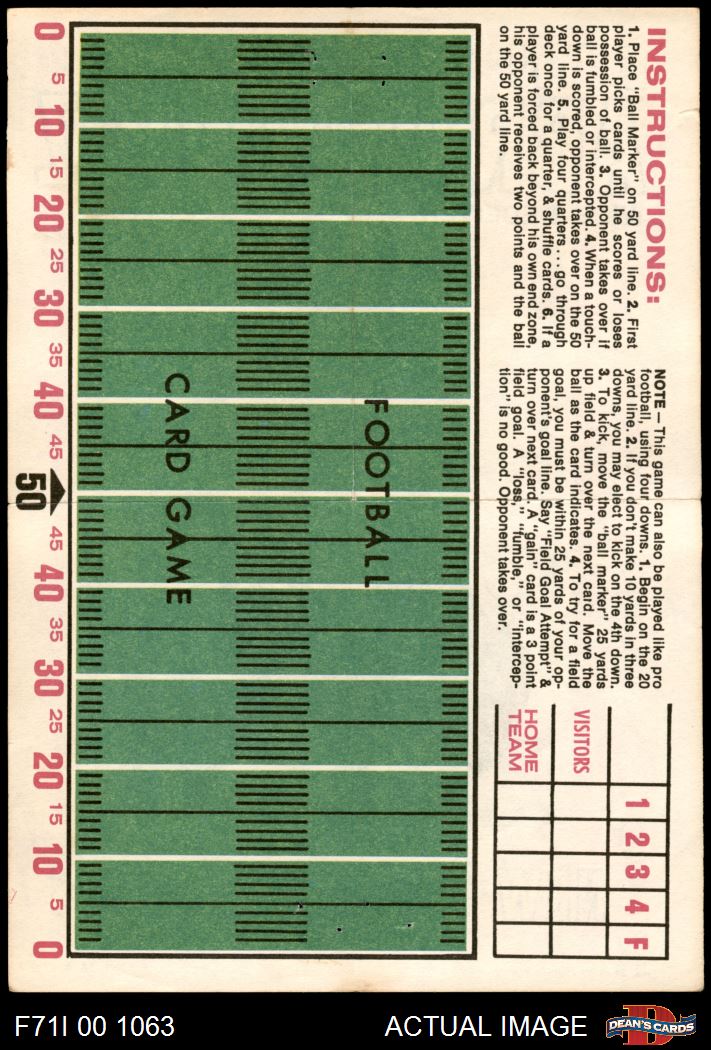 INSTRUCTIONS:
1. Place "Ball Marker" on 50 yard line. 2. First
player picks cards until he scores or loses
possession of ball. 3. Opponent takes over if
ball is fumbled or intercepted. 4. When a touch-
down is scored, opponent takes over on the 50
yard line. 5. Play four quarters...go through
deck once for a quarter, & shuffle cards. 6. If a
player is forced back beyond his own end zone,
his opponent receives two points and the ball
on the 50 yard line.
NOTE — This game can also be played like pro
football, using four downs. 1. Begin on the 20
yard line. 2. If you don't make 10 yards in three
downs, you may elect to kick on the 4th down.
3. To kick, move the "ball marker" 25 yards
up field & turn over the next card. Move the
ball as the card indicates. 4. To try for a field
goal, you must be within 25 yards of your op-
ponent's goal line. Say "Field Goal Attempt" &
turn over next card. A "gain" card is a 3 point
field goal. A "loss," "fumble," or "intercep-
tion" is no good. Opponent takes over.
1 2 3 4 F
VISITORS
HOME
TEAM
FOOTBALL
CARD GAME
0 5 10 15 20 25 30 35 40 45 50 45 40 35 30 25 20 15 10 5 0
F71I 00 1063
ACTUAL IMAGE
D
DEAN'S CARDS